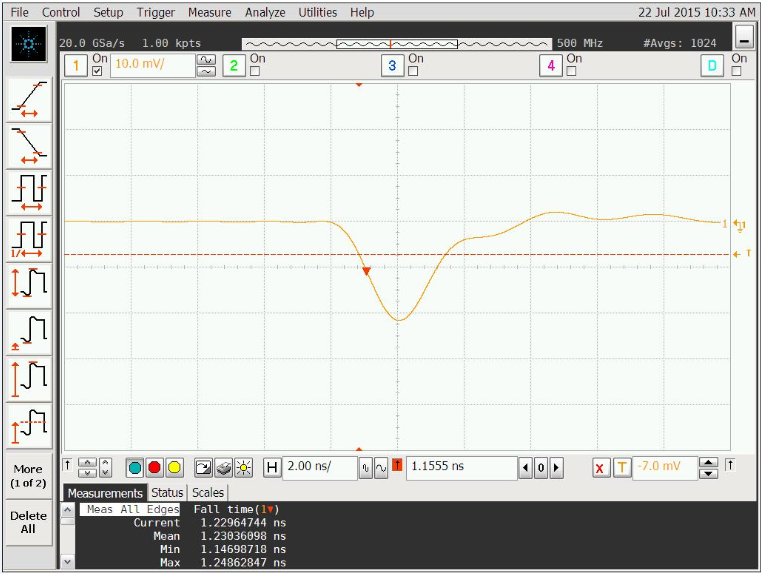 File Control Setup Trigger Measure Analyze Utilities Help 22 Jul 2015 10:33 AM
20.0 GSa/s 1.00 kpts 500 MHz #Avgs: 1024
1 On 10.0 mV/ 2 On 3 On 4 On D On
1/
1
T
More
(1 of 2)
Delete
All
H 2.00 ns/ 1.1555 ns 0 X T -7.0 mV
Measurements Status Scales
Meas All Edges Fall time(1▼)
Current 1.22964744 ns
Mean 1.23036098 ns
Min 1.14698718 ns
Max 1.24862847 ns